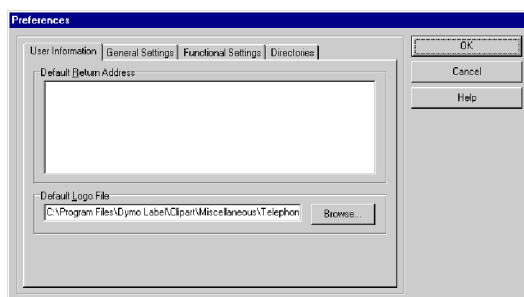 Preferences
User Information General Settings Functional Settings Directories
Default Return Address
Default Logo File
C:\Program Files\Dymo Label\Clipart\Miscellaneous\Telephon Browse...
OK
Cancel
Help